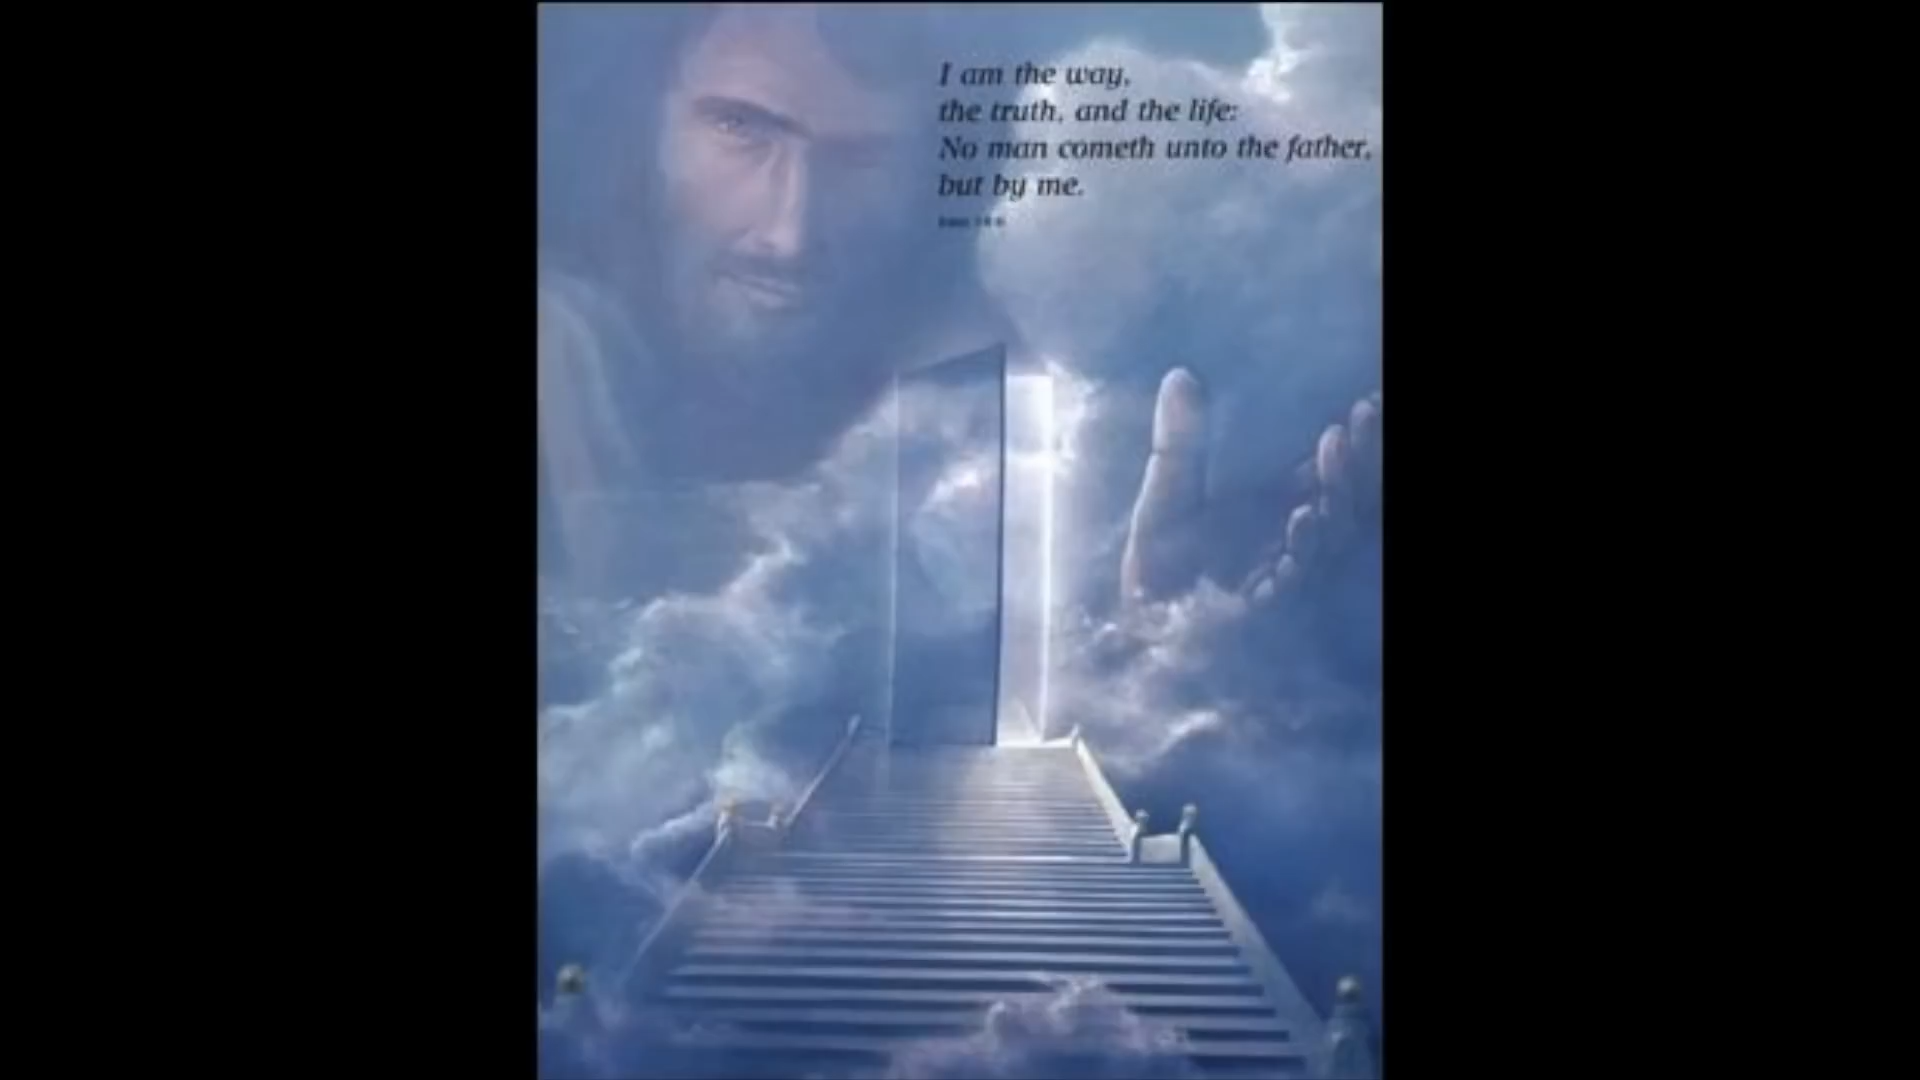 I am the way,
the truth, and the life:
No man cometh unto the father,
but by me.